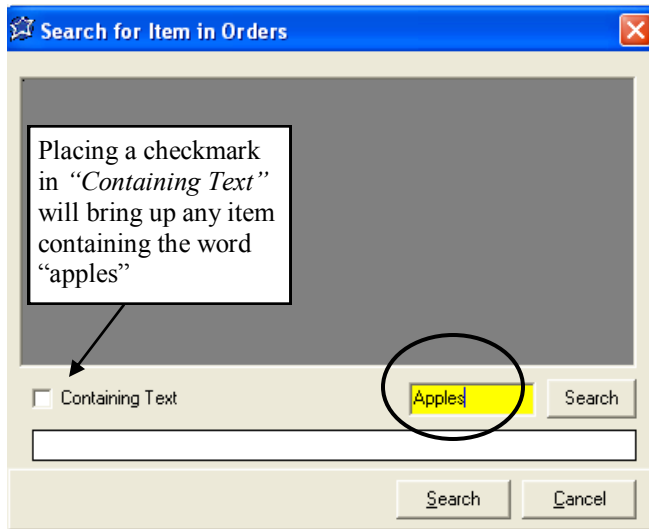 Search for Item in Orders
Placing a checkmark
in “Containing Text”
will bring up any item
containing the word
“apples”
Containing Text
Apples
Search
Search
Cancel